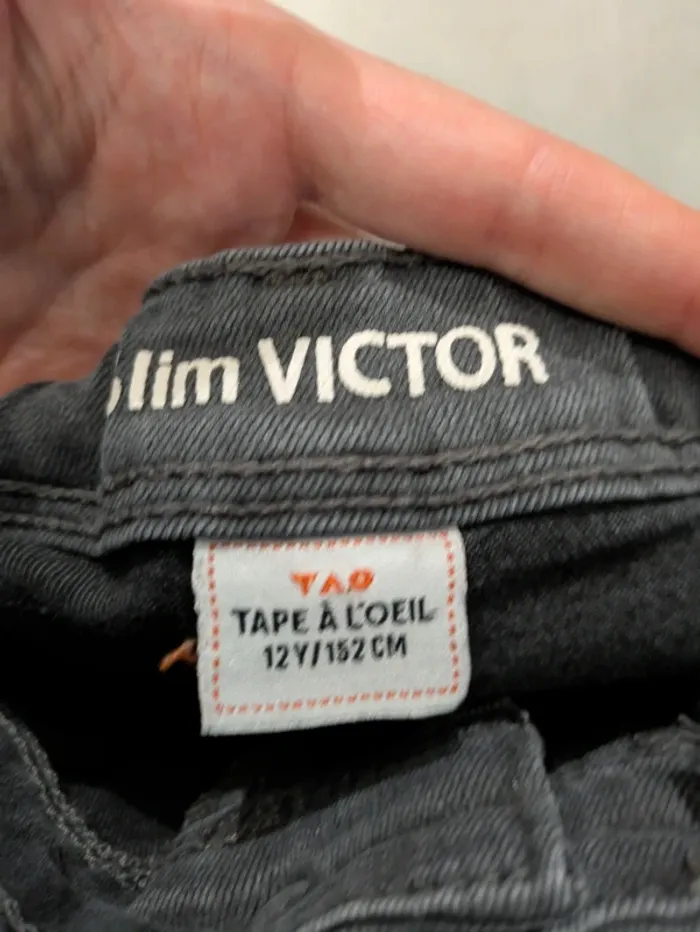 slim VICTOR
TAO
TAPE À L'OEIL
12Y/152 CM